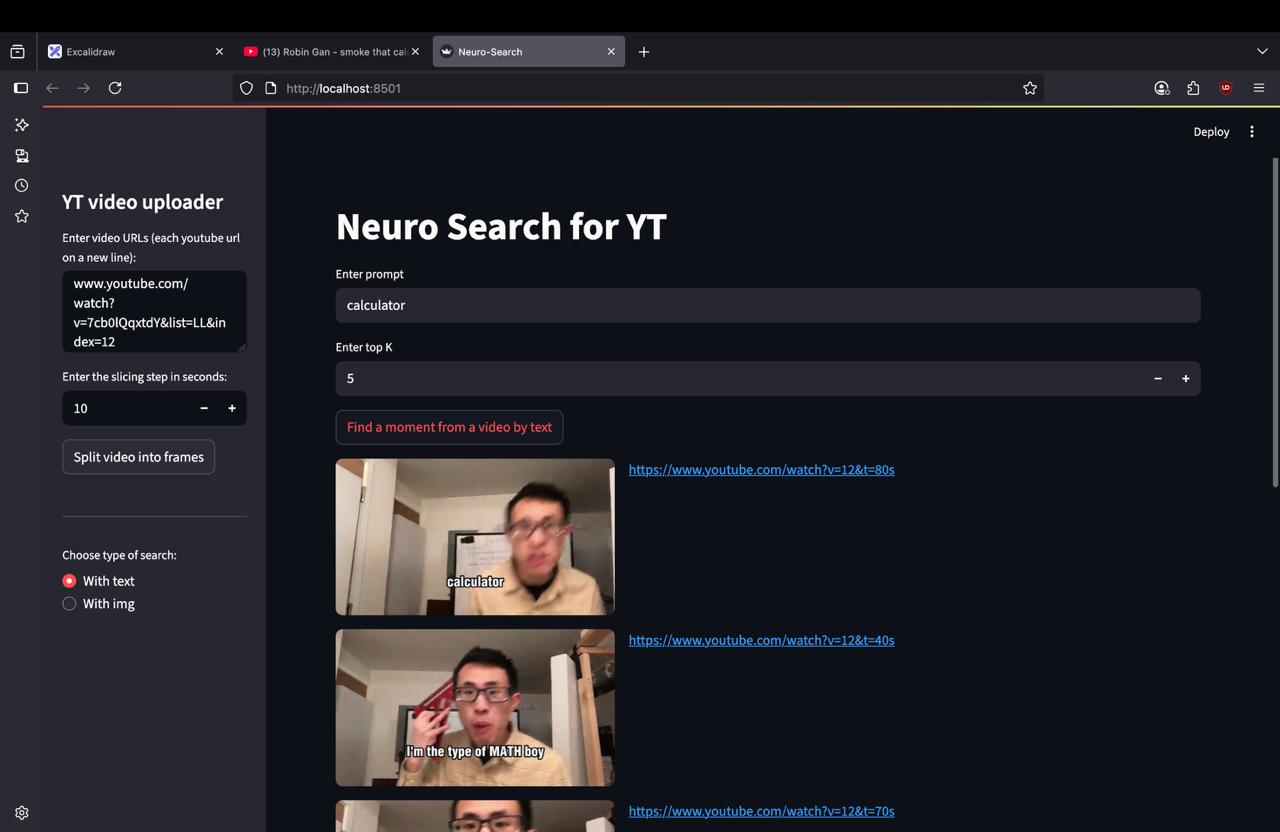 Excalidraw
(13) Robin Gan - smoke that cal
Neuro-Search
http://localhost:8501
UD
Deploy
YT video uploader
Enter video URLs (each youtube url
on a new line):
www.youtube.com/
watch?
v=7cb0lQqxtdY&list=LL&in
dex=12
Enter the slicing step in seconds:
10
Split video into frames
Choose type of search:
With text
With img
Neuro Search for YT
Enter prompt
calculator
Enter top K
5
Find a moment from a video by text
calculator
https://www.youtube.com/watch?v=12&t=80s
I'm the type of MATH boy
https://www.youtube.com/watch?v=12&t=40s
https://www.youtube.com/watch?v=12&t=70s